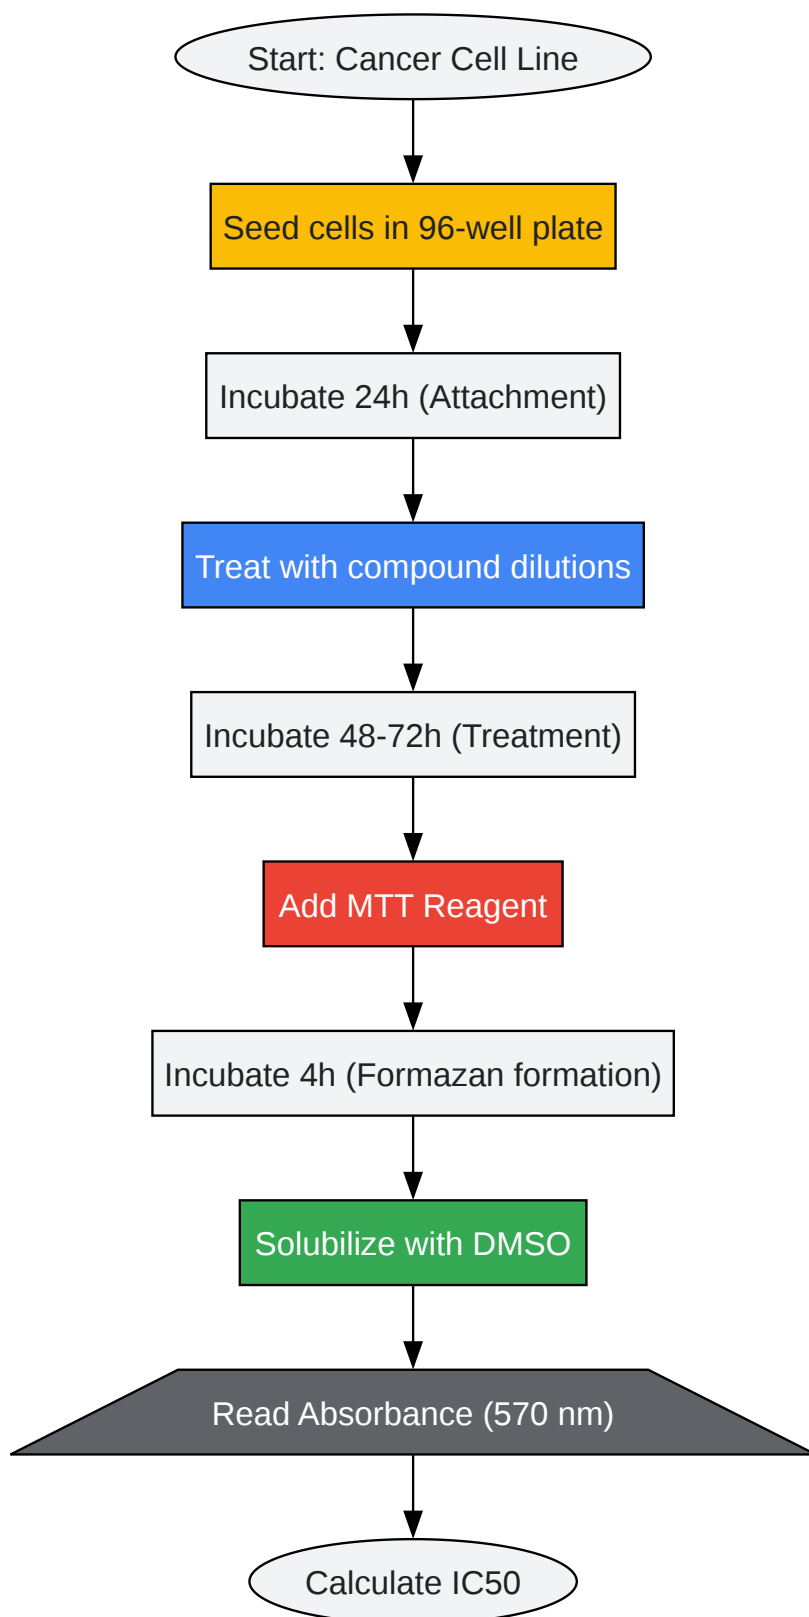 Start: Cancer Cell Line
Seed cells in 96-well plate
Incubate 24h (Attachment)
Treat with compound dilutions
Incubate 48-72h (Treatment)
Add MTT Reagent
Incubate 4h (Formazan formation)
Solubilize with DMSO
Read Absorbance (570 nm)
Calculate IC50